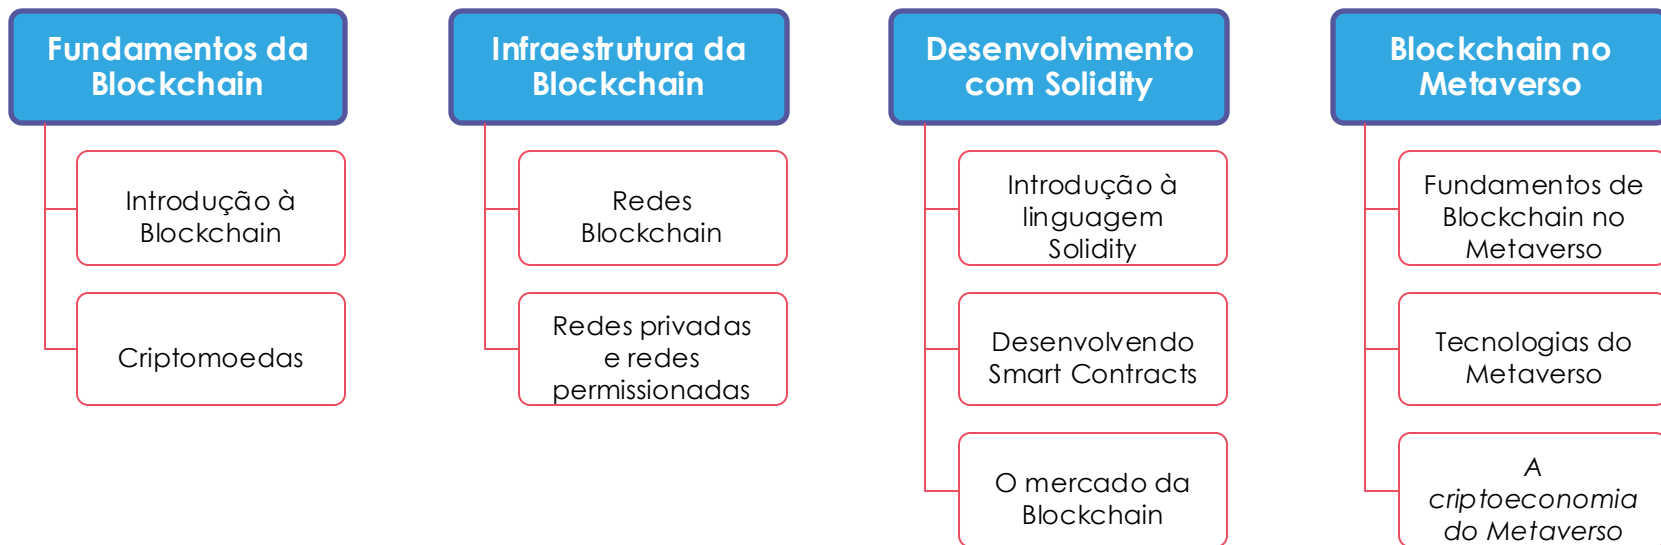 Fundamentos da
Blockchain
Introdução à
Blockchain
Criptomoedas
Infraestrutura da
Blockchain
Redes
Blockchain
Redes privadas
e redes
permissionadas
Desenvolvimento
com Solidity
Introdução à
linguagem
Solidity
Desenvolvendo
Smart Contracts
O mercado da
Blockchain
Blockchain no
Metaverso
Fundamentos de
Blockchain no
Metaverso
Tecnologias do
Metaverso
A
criptoeconomia
do Metaverso